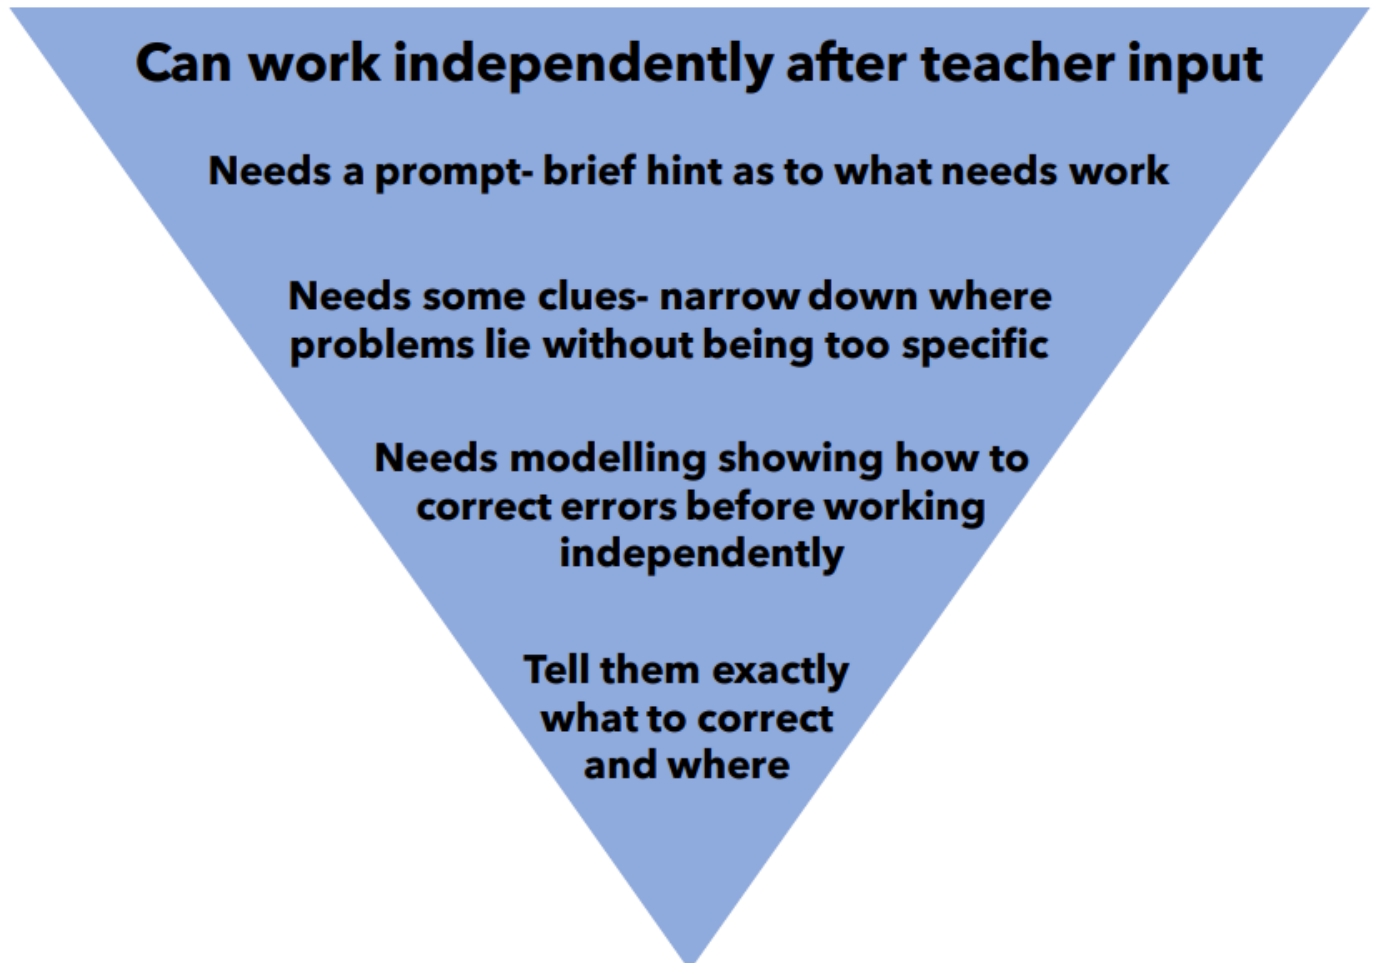 Can work independently after teacher input
Needs a prompt- brief hint as to what needs work
Needs some clues- narrow down where
problems lie without being too specific
Needs modelling showing how to
correct errors before working
independently
Tell them exactly
what to correct
and where